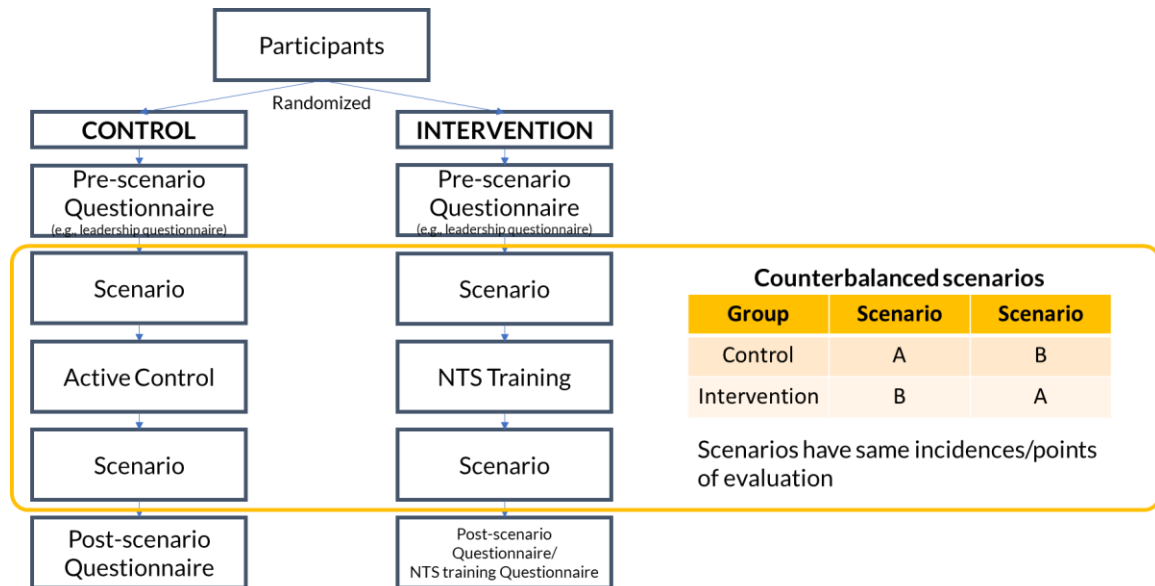 Participants
Randomized
CONTROL
INTERVENTION
Pre-scenario
Questionnaire
(e.g., leadership questionnaire)
Pre-scenario
Questionnaire
(e.g., leadership questionnaire)
Scenario
Scenario
Active Control
NTS Training
Scenario
Scenario
Post-scenario
Questionnaire
Post-scenario
Questionnaire/
NTS training Questionnaire
Counterbalanced scenarios
Group Scenario Scenario
Control A B
Intervention B A
Scenarios have same incidences/points
of evaluation